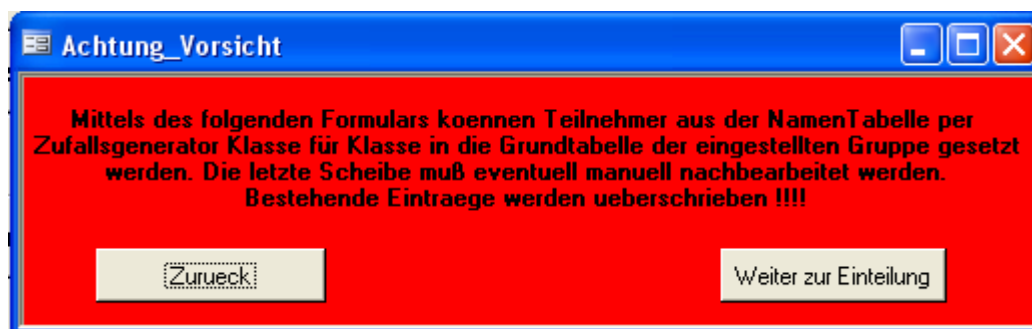 Achtung_Vorsicht
Mittels des folgenden Formulars koennen Teilnehmer aus der NamenTabelle per
Zufallsgenerator Klasse für Klasse in die Grundtabelle der eingestellten Gruppe gesetzt
werden. Die letzte Scheibe muß eventuell manuell nachbearbeitet werden.
Bestehende Eintraege werden ueberschrieben !!!!
Zurueck
Weiter zur Einteilung